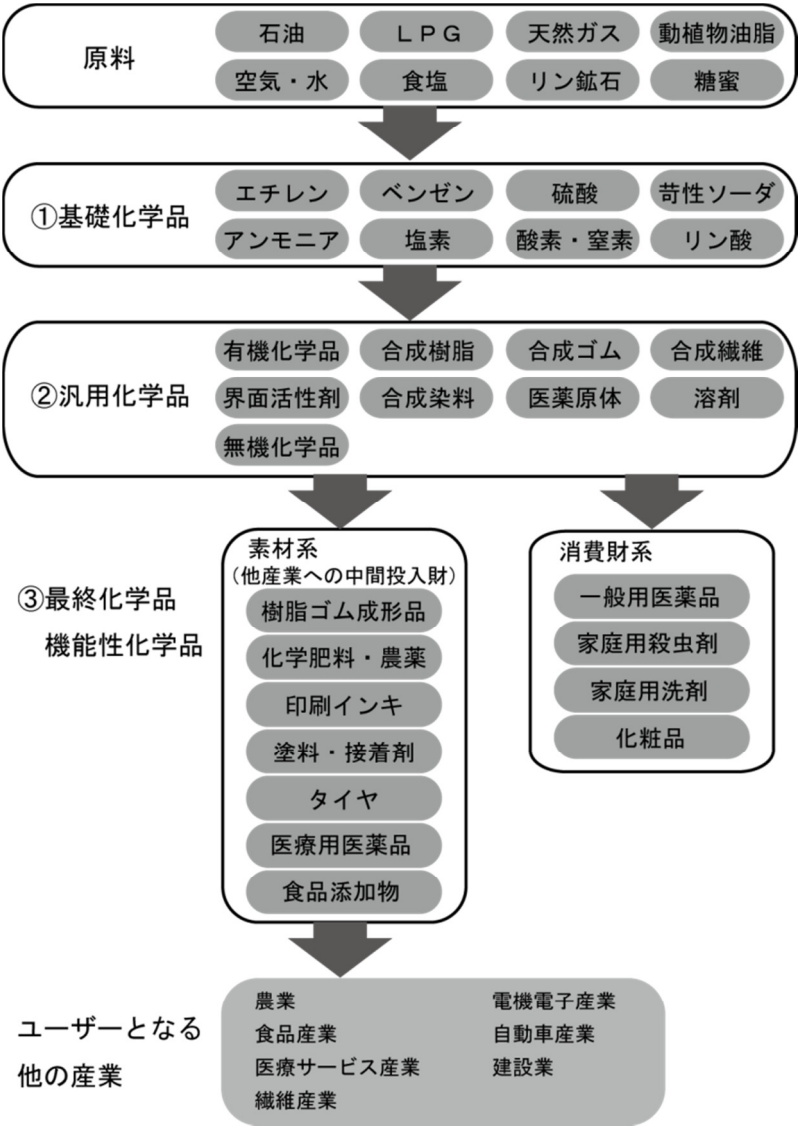 原料
石油 ＬＰＧ 天然ガス 動植物油脂
空気・水 食塩 リン鉱石 糖蜜
①基礎化学品
エチレン ベンゼン 硫酸 苛性ソーダ
アンモニア 塩素 酸素・窒素 リン酸
②汎用化学品
有機化学品 合成樹脂 合成ゴム 合成繊維
界面活性剤 合成染料 医薬原体 溶剤
無機化学品
③最終化学品
機能性化学品
素材系
（他産業への中間投入財）
樹脂ゴム成形品
化学肥料・農薬
印刷インキ
塗料・接着剤
タイヤ
医療用医薬品
食品添加物
消費財系
一般用医薬品
家庭用殺虫剤
家庭用洗剤
化粧品
ユーザーとなる
他の産業
農業 電機電子産業
食品産業 自動車産業
医療サービス産業 建設業
繊維産業